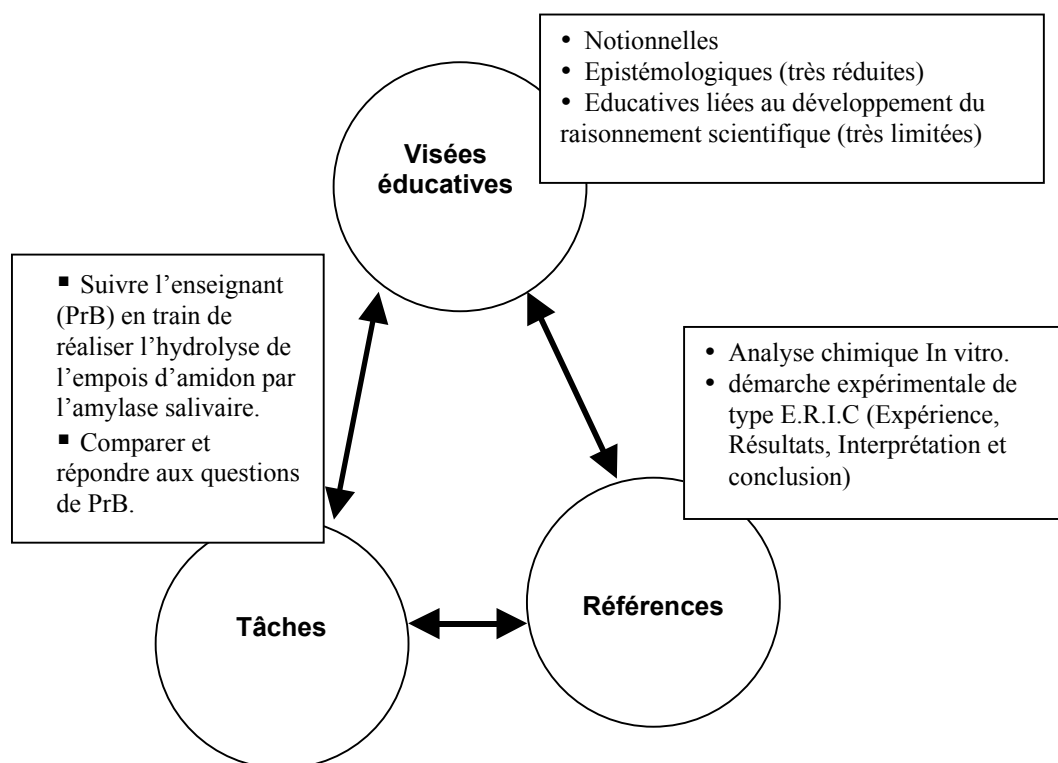 • Notionnelles
• Epistémologiques (très réduites)
• Educatives liées au développement du
raisonnement scientifique (très limitées)
Visées
éducatives
▪ Suivre l’enseignant
(PrB) en train de
réaliser l’hydrolyse de
l’empois d’amidon par
l’amylase salivaire.
▪ Comparer et
répondre aux questions
de PrB.
• Analyse chimique In vitro.
• démarche expérimentale de
type E.R.I.C (Expérience,
Résultats, Interprétation et
conclusion)
Tâches
Références